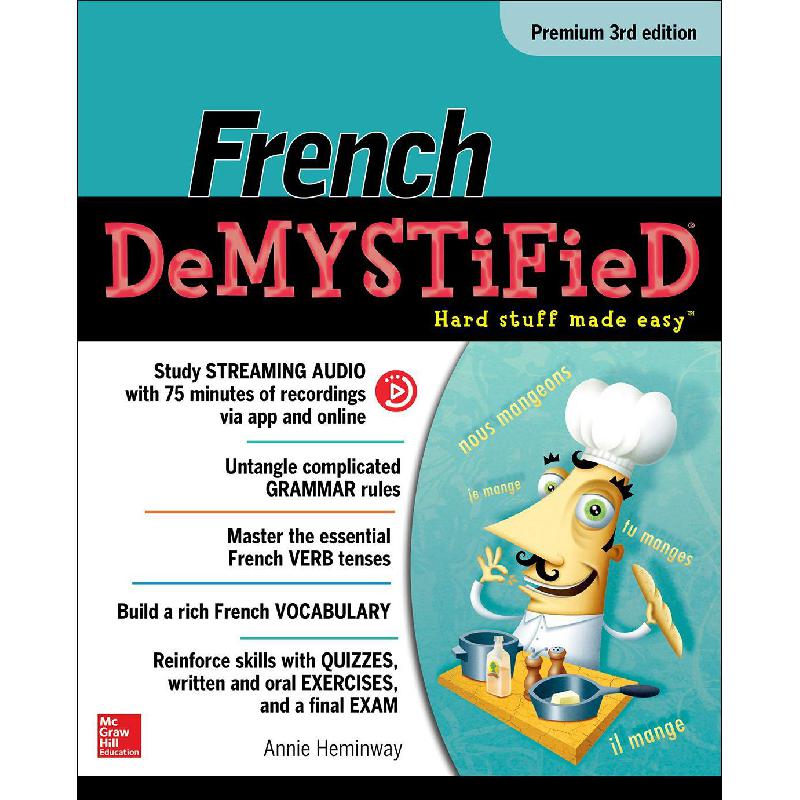 Premium 3rd edition
French
DeMYSTiFieD®
Hard stuff made easy™
Study STREAMING AUDIO
with 75 minutes of recordings
via app and online
Untangle complicated
GRAMMAR rules
Master the essential
French VERB tenses
Build a rich French VOCABULARY
Reinforce skills with QUIZZES,
written and oral EXERCISES,
and a final EXAM
nous mangeons
je mange
tu manges
il mange
Mc
Graw
Hill
Education
Annie Heminway